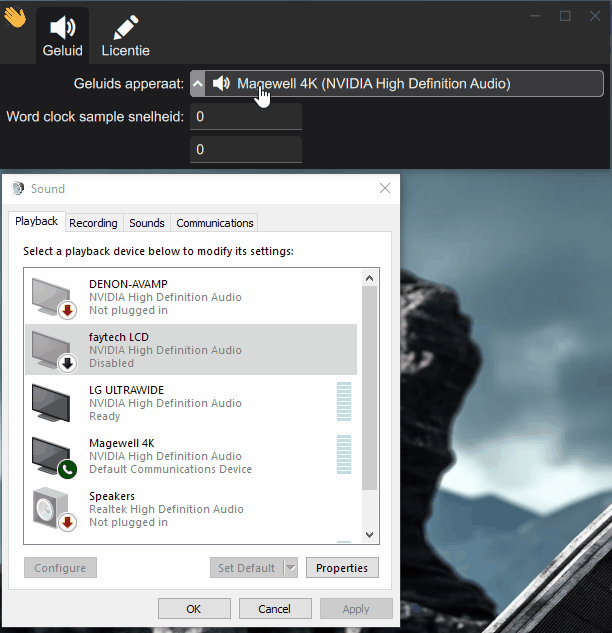 Geluid
Licentie
Geluids apperaat:
Magewell 4K (NVIDIA High Definition Audio)
Word clock sample snelheid:
0
0
Sound
Playback
Recording
Sounds
Communications
Select a playback device below to modify its settings:
DENON-AVAMP
NVIDIA High Definition Audio
Not plugged in
faytech LCD
NVIDIA High Definition Audio
Disabled
LG ULTRAWIDE
NVIDIA High Definition Audio
Ready
Magewell 4K
NVIDIA High Definition Audio
Default Communications Device
Speakers
Realtek High Definition Audio
Not plugged in
Configure
Set Default
Properties
OK
Cancel
Apply